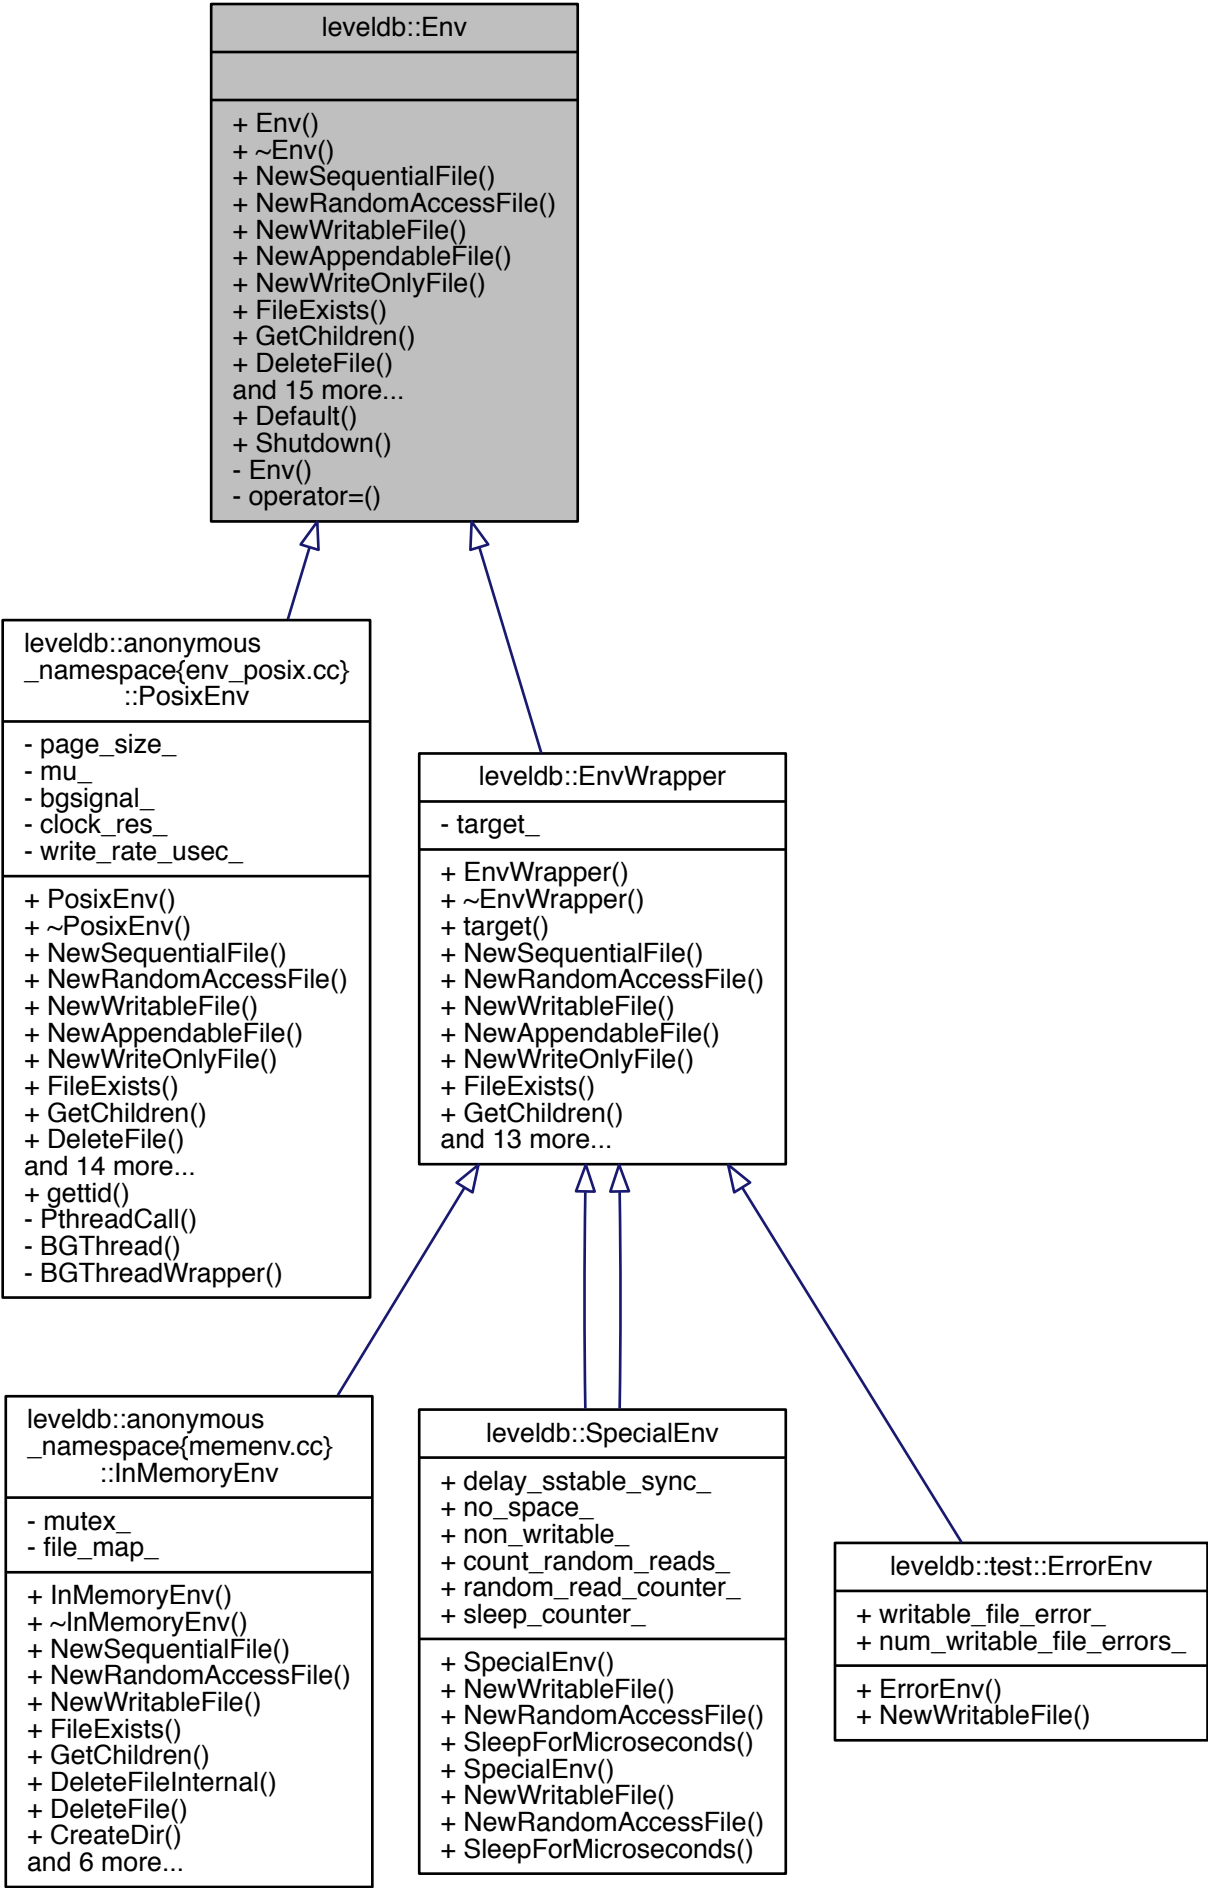 leveldb::Env
+ Env()
+ ~Env()
+ NewSequentialFile()
+ NewRandomAccessFile()
+ NewWritableFile()
+ NewAppendableFile()
+ NewWriteOnlyFile()
+ FileExists()
+ GetChildren()
+ DeleteFile()
and 15 more...
+ Default()
+ Shutdown()
- Env()
- operator=()
leveldb::anonymous
_namespace{env_posix.cc}
::PosixEnv
- page_size_
- mu_
- bgsignal_
- clock_res_
- write_rate_usec_
+ PosixEnv()
+ ~PosixEnv()
+ NewSequentialFile()
+ NewRandomAccessFile()
+ NewWritableFile()
+ NewAppendableFile()
+ NewWriteOnlyFile()
+ FileExists()
+ GetChildren()
+ DeleteFile()
and 14 more...
+ gettid()
- PthreadCall()
- BGThread()
- BGThreadWrapper()
leveldb::EnvWrapper
- target_
+ EnvWrapper()
+ ~EnvWrapper()
+ target()
+ NewSequentialFile()
+ NewRandomAccessFile()
+ NewWritableFile()
+ NewAppendableFile()
+ NewWriteOnlyFile()
+ FileExists()
+ GetChildren()
and 13 more...
leveldb::anonymous
_namespace{memenv.cc}
::InMemoryEnv
- mutex_
- file_map_
+ InMemoryEnv()
+ ~InMemoryEnv()
+ NewSequentialFile()
+ NewRandomAccessFile()
+ NewWritableFile()
+ FileExists()
+ GetChildren()
+ DeleteFileInternal()
+ DeleteFile()
+ CreateDir()
and 6 more...
leveldb::SpecialEnv
+ delay_sstable_sync_
+ no_space_
+ non_writable_
+ count_random_reads_
+ random_read_counter_
+ sleep_counter_
+ SpecialEnv()
+ NewWritableFile()
+ NewRandomAccessFile()
+ SleepForMicroseconds()
+ SpecialEnv()
+ NewWritableFile()
+ NewRandomAccessFile()
+ SleepForMicroseconds()
leveldb::test::ErrorEnv
+ writable_file_error_
+ num_writable_file_errors_
+ ErrorEnv()
+ NewWritableFile()